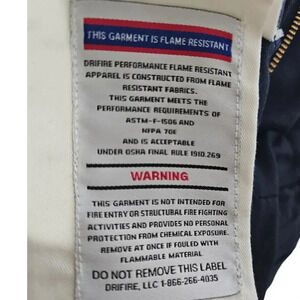 THIS GARMENT IS FLAME RESISTANT
DRIFIRE PERFORMANCE FLAME RESISTANT
APPAREL IS CONSTRUCTED FROM FLAME
RESISTANT FABRICS.
THIS GARMENT MEETS THE
PERFORMANCE REQUIREMENTS OF
ASTM-F-1506 AND
NFPA 70E
AND IS ACCEPTABLE
UNDER OSHA FINAL RULE 1910.269
WARNING
THIS GARMENT IS NOT INTENDED FOR
FIRE ENTRY OR STRUCTURAL FIRE FIGHTING
ACTIVITIES AND PROVIDES NO PERSONAL
PROTECTION FROM CHEMICAL EXPOSURE.
REMOVE AT ONCE IF FOULED WITH
FLAMMABLE MATERIAL
DO NOT REMOVE THIS LABEL
DRIFIRE, LLC 1-866-266-4035